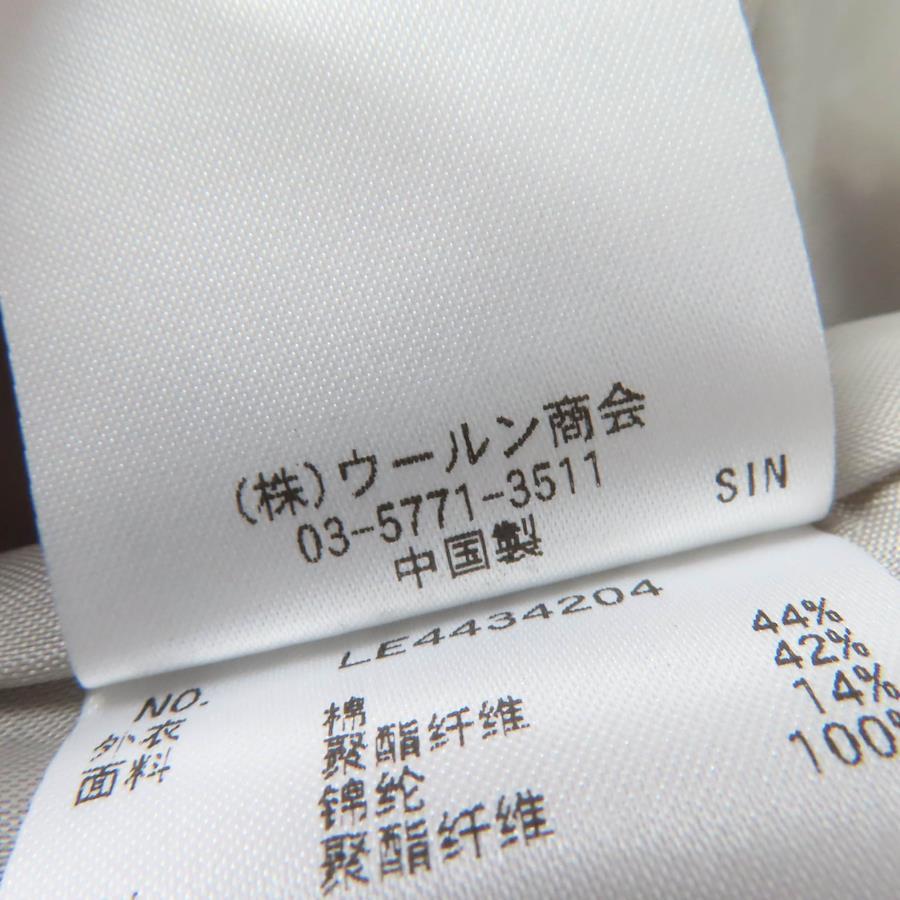 (株)ウールン商会
03-5771-3511
中国製 SIN
NO. LE4434204
外衣
面料 棉 44%
聚酯纤维 42%
锦纶 14%
聚酯纤维 100%